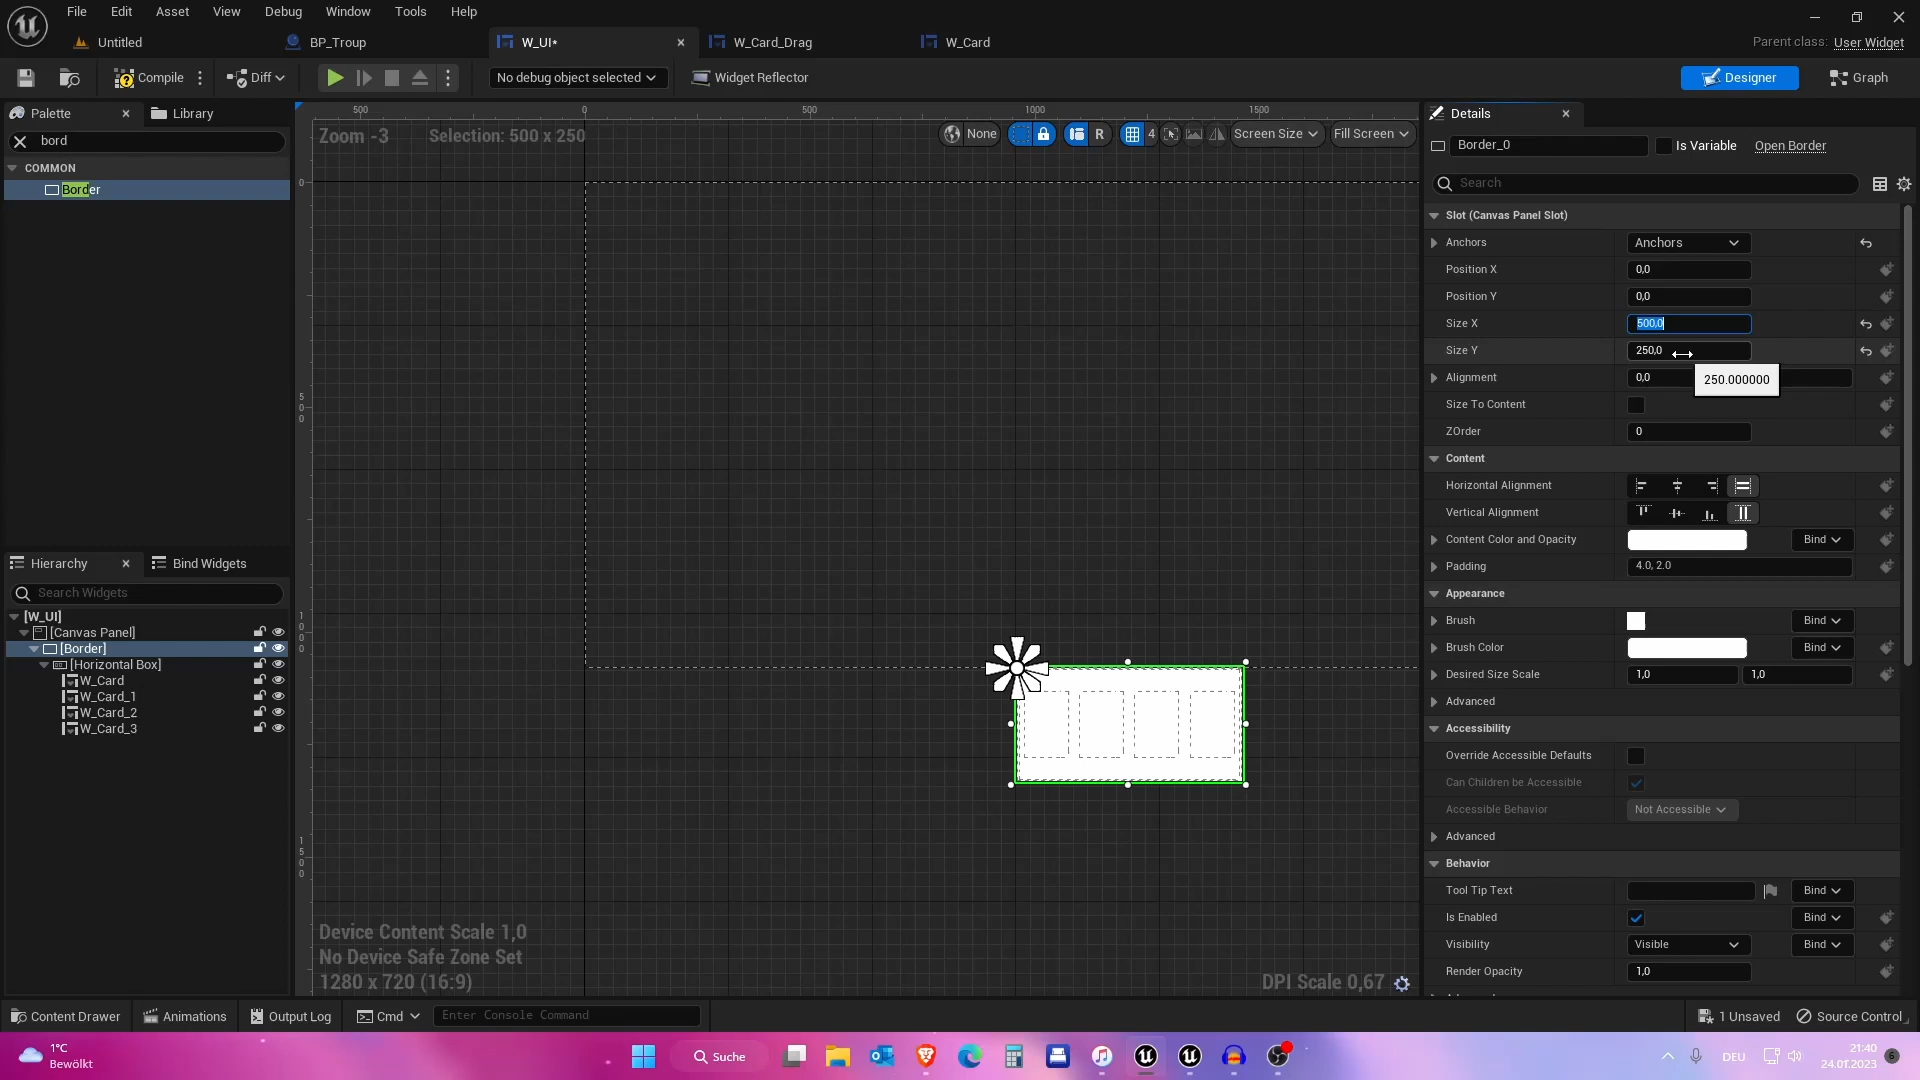 File Edit Asset View Debug Window Tools Help
Untitled BP_Troup W_UI* W_Card_Drag W_Card
Parent class: User Widget
Compile Diff No debug object selected Widget Reflector Designer Graph
Palette Library
bord
COMMON
Border
500 0 500 1000 1500
Zoom -3 Selection: 500 x 250
None R 4 Screen Size Fill Screen
0
500
1000
1500
Device Content Scale 1,0
No Device Safe Zone Set
1280 x 720 (16:9)
DPI Scale 0,67
Hierarchy Bind Widgets
Search Widgets
[W_UI]
[Canvas Panel]
[Border]
[Horizontal Box]
W_Card
W_Card_1
W_Card_2
W_Card_3
Details
Border_0 Is Variable Open Border
Search
Slot (Canvas Panel Slot)
Anchors Anchors
Position X 0,0
Position Y 0,0
Size X 500,0
Size Y 250,0
Alignment 0,0
250.000000
Size To Content
ZOrder 0
Content
Horizontal Alignment
Vertical Alignment
Content Color and Opacity Bind
Padding 4.0, 2.0
Appearance
Brush Bind
Brush Color Bind
Desired Size Scale 1,0 1,0
Advanced
Accessibility
Override Accessible Defaults
Can Children be Accessible
Accessible Behavior Not Accessible
Advanced
Behavior
Tool Tip Text Bind
Is Enabled Bind
Visibility Visible Bind
Render Opacity 1,0
Content Drawer Animations Output Log Cmd Enter Console Command 1 Unsaved Source Control
1°C
Bewölkt
Suche
DEU
21:40
24.01.2023
6